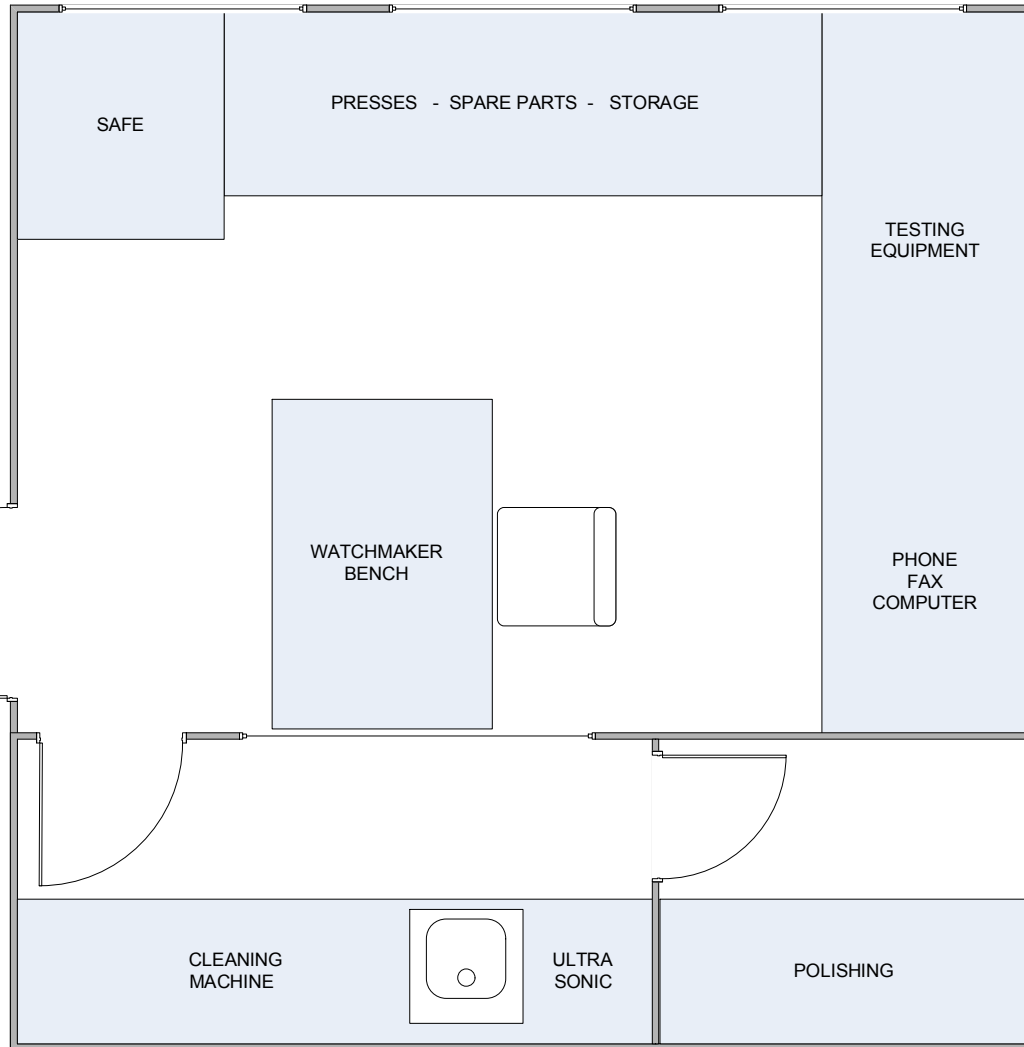 SAFE
PRESSES - SPARE PARTS - STORAGE
TESTING
EQUIPMENT
WATCHMAKER
BENCH
PHONE
FAX
COMPUTER
CLEANING
MACHINE
ULTRA
SONIC
POLISHING